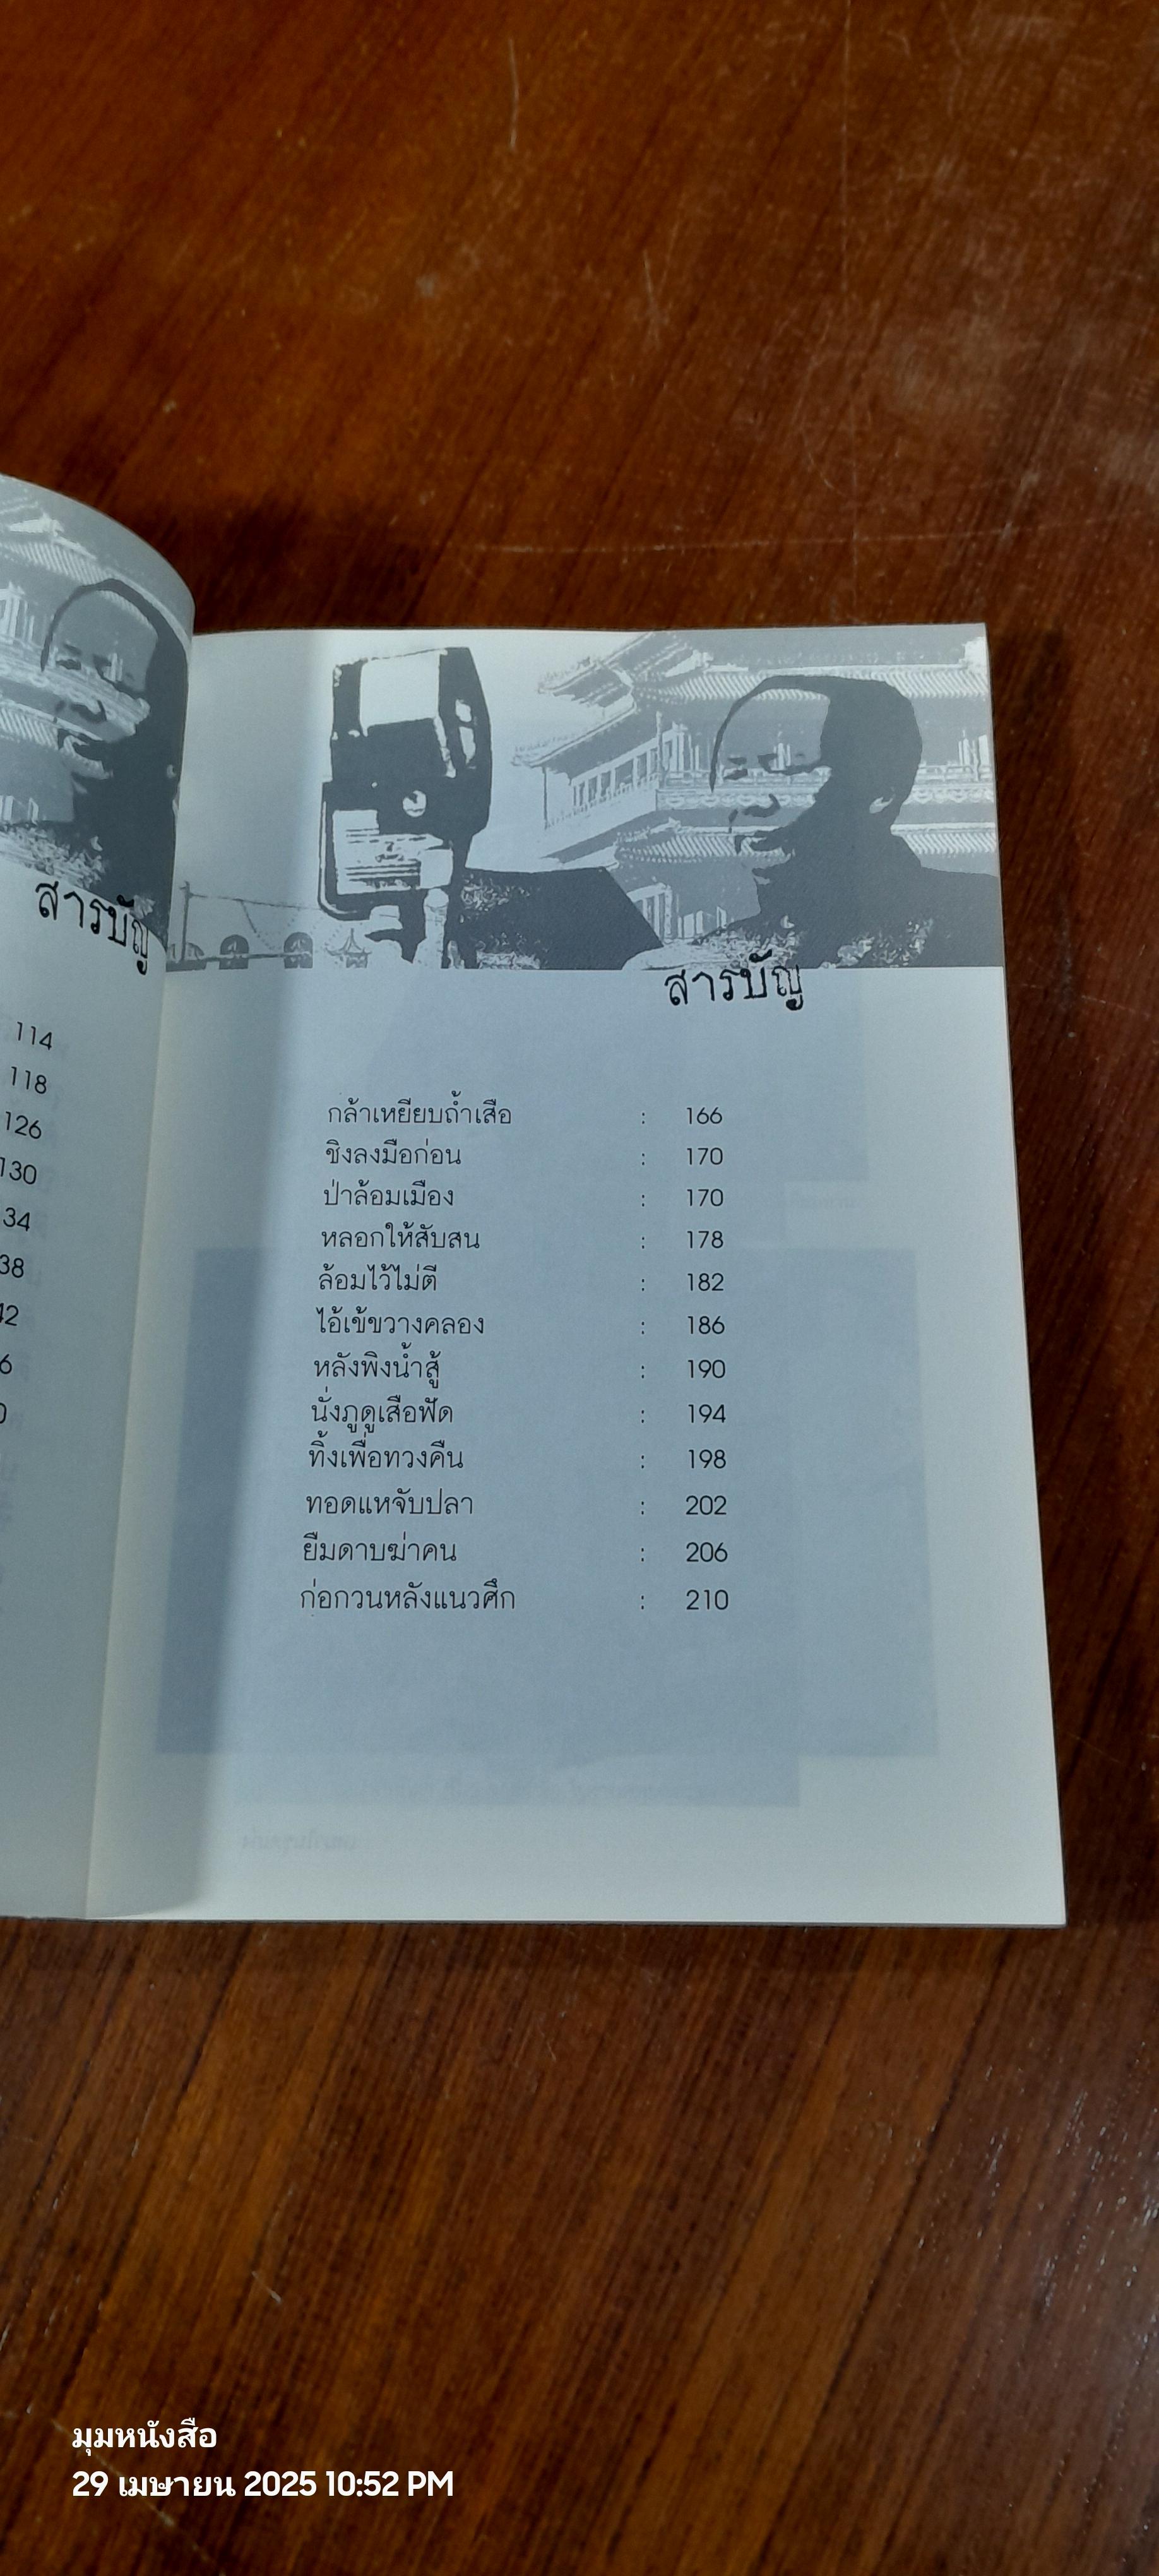 สารบัญ
114
118
126
130
34
38
42
6
0
สารบัญ
กล้าเหยียบถ้ำเสือ : 166
ชิงลงมือก่อน : 170
ป่าล้อมเมือง : 170
หลอกให้สับสน : 178
ล้อมไว้ไม่ตี : 182
ไอ้เข้ขวางคลอง : 186
หลังพิงน้ำสู้ : 190
นั่งภูดูเสือฟัด : 194
ทิ้งเพื่อทวงคืน : 198
ทอดแหจับปลา : 202
ยืมดาบฆ่าคน : 206
ก่อกวนหลังแนวศึก : 210
มุมหนังสือ
29 เมษายน 2025 10:52 PM